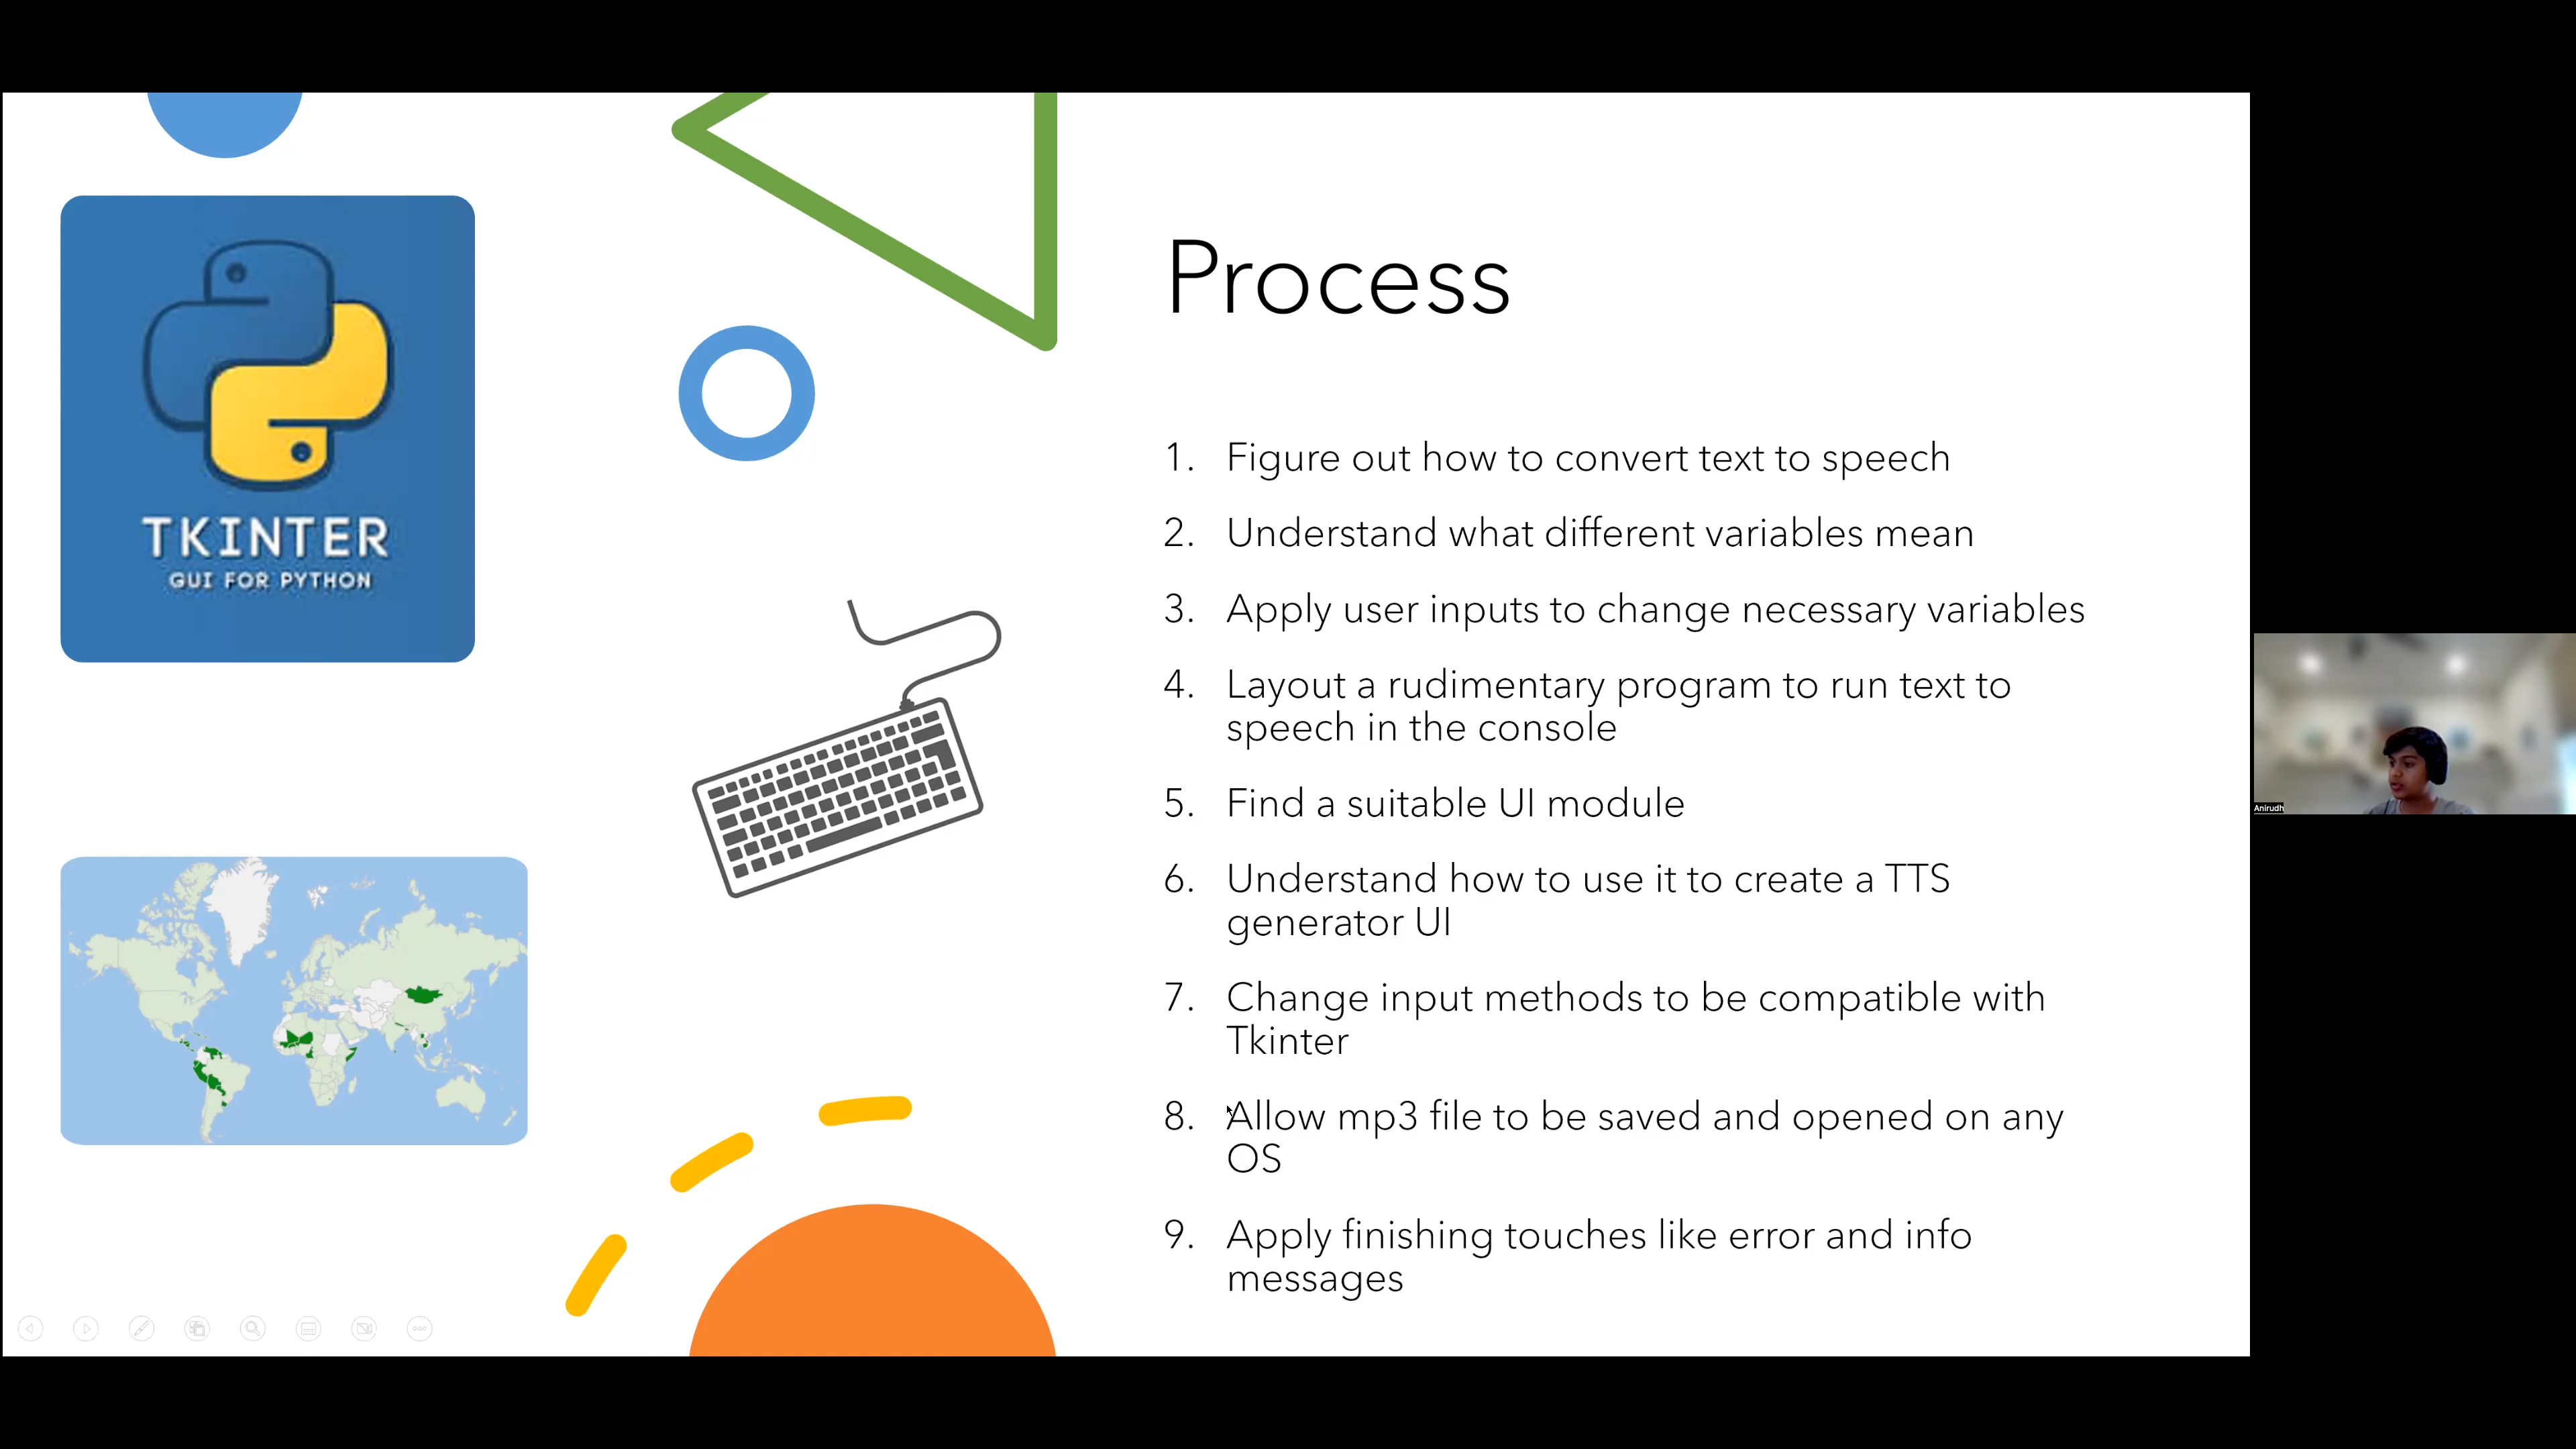 TKINTER
GUI FOR PYTHON
Process
1. Figure out how to convert text to speech
2. Understand what different variables mean
3. Apply user inputs to change necessary variables
4. Layout a rudimentary program to run text to
speech in the console
5. Find a suitable UI module
6. Understand how to use it to create a TTS
generator UI
7. Change input methods to be compatible with
Tkinter
8. Allow mp3 file to be saved and opened on any
OS
9. Apply finishing touches like error and info
messages
Anirudh